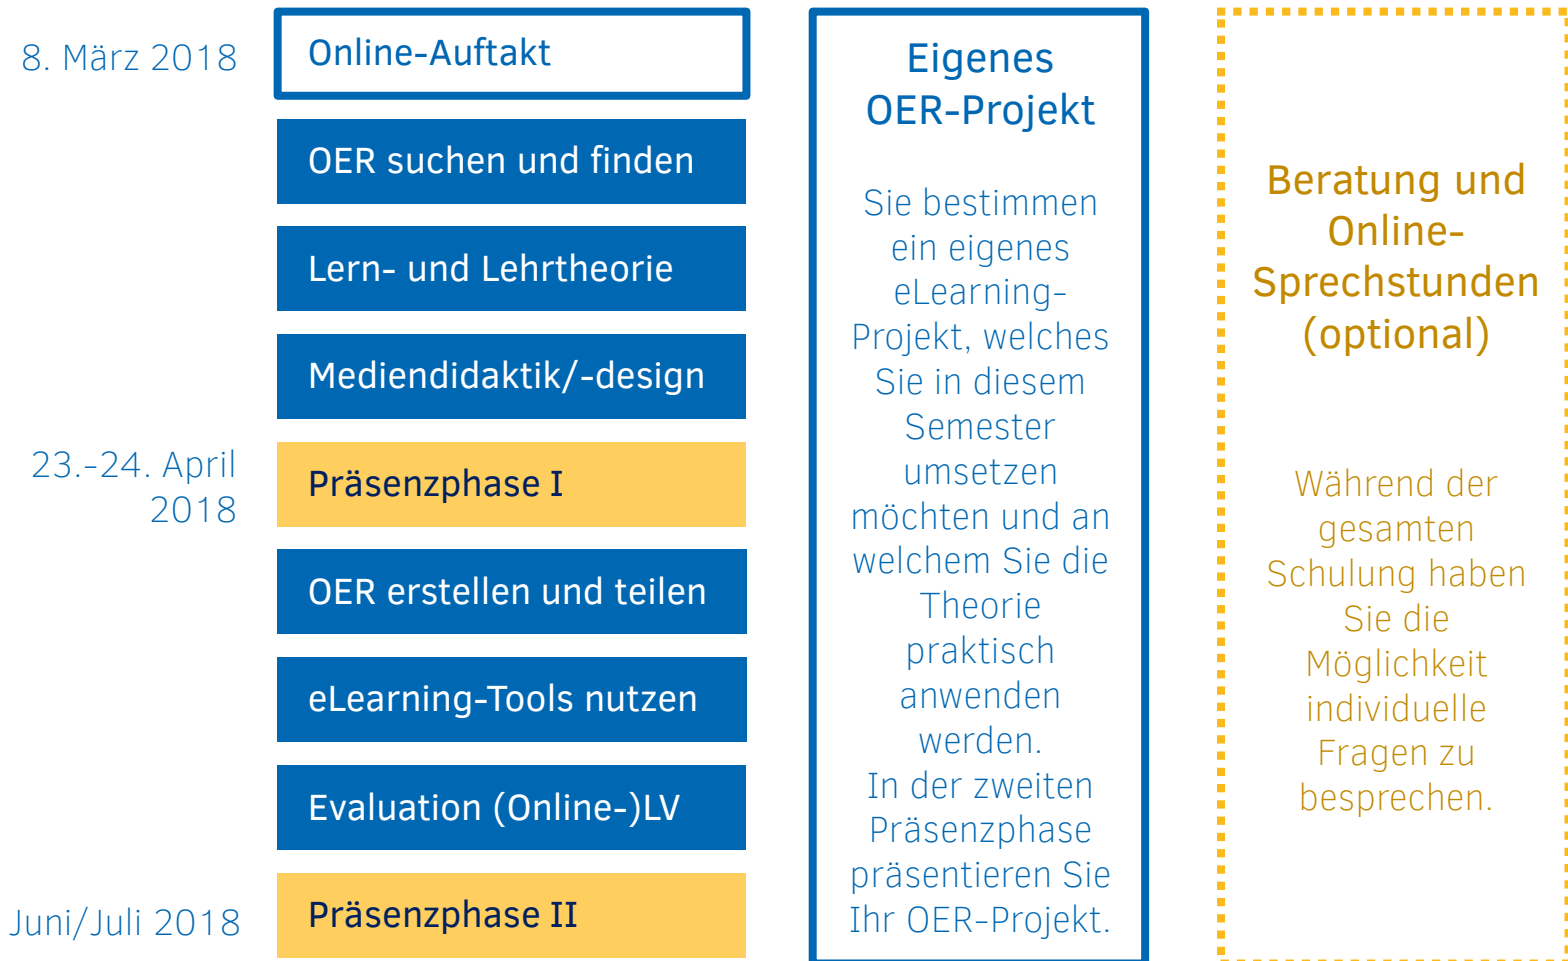 8. März 2018
Online-Auftakt
OER suchen und finden
Lern- und Lehrtheorie
Mediendidaktik/-design
23.-24. April
2018
Präsenzphase I
OER erstellen und teilen
eLearning-Tools nutzen
Evaluation (Online-)LV
Juni/Juli 2018
Präsenzphase II
Eigenes
OER-Projekt
Sie bestimmen
ein eigenes
eLearning-
Projekt, welches
Sie in diesem
Semester
umsetzen
möchten und an
welchem Sie die
Theorie
praktisch
anwenden
werden.
In der zweiten
Präsenzphase
präsentieren Sie
Ihr OER-Projekt.
Beratung und
Online-
Sprechstunden
(optional)
Während der
gesamten
Schulung haben
Sie die
Möglichkeit
individuelle
Fragen zu
besprechen.